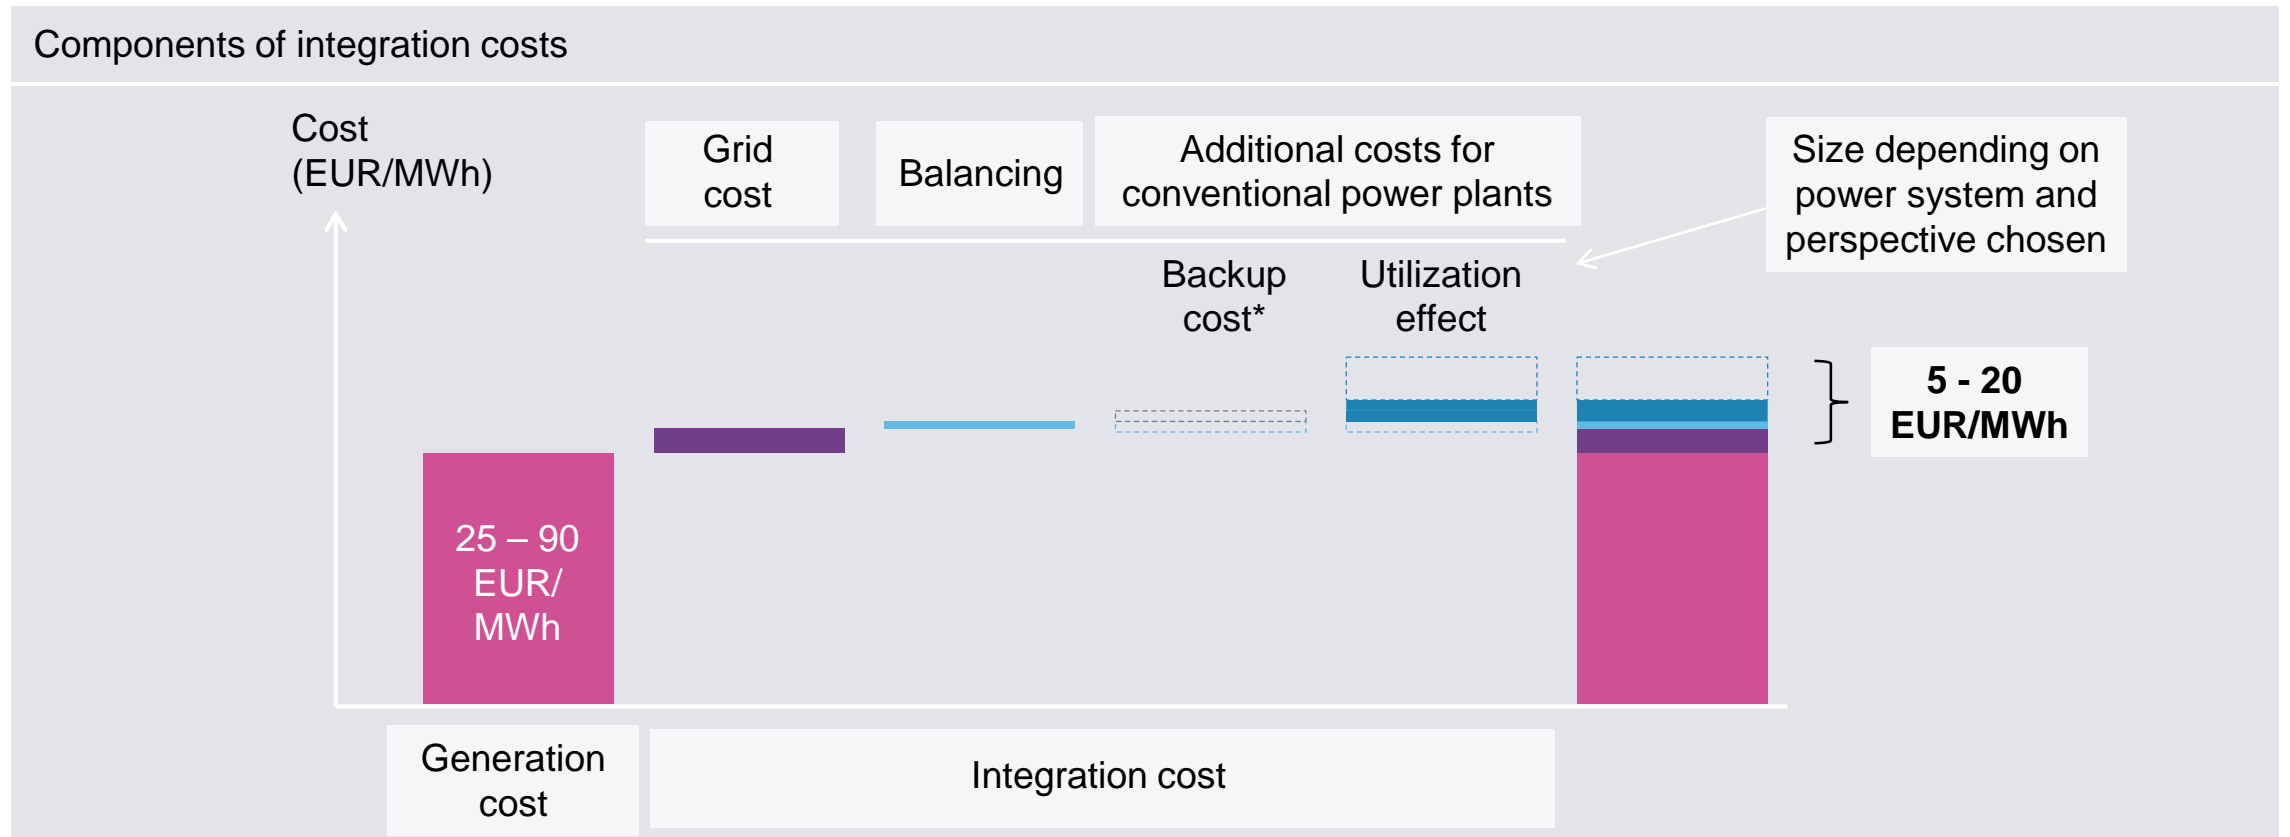 Components of integration costs
Cost
(EUR/MWh)
Grid
cost
Balancing
Additional costs for
conventional power plants
Size depending on
power system and
perspective chosen
Backup
cost*
Utilization
effect
5 - 20
EUR/MWh
25 – 90
EUR/
MWh
Generation
cost
Integration cost